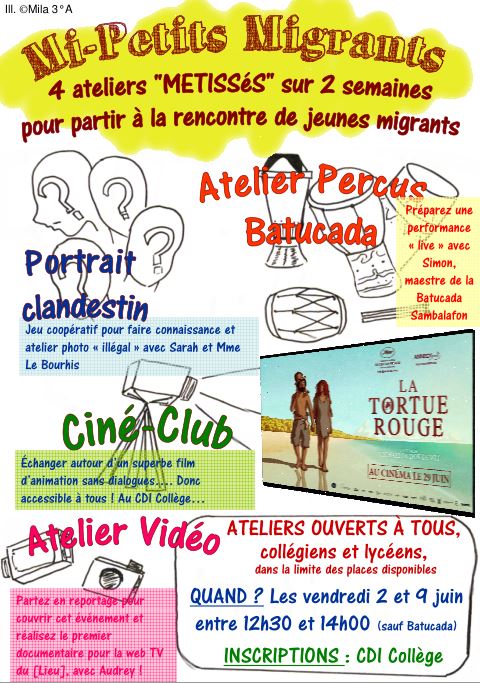 Ill. ©Mila 3°A
Mi-Petits Migrants
4 ateliers "METISSéS" sur 2 semaines
pour partir à la rencontre de jeunes migrants
Atelier Percus
Batucada
Préparez une
performance
« live » avec
Simon,
maestre de la
Batucada
Sambalafon
Portrait
clandestin
Jeu coopératif pour faire connaissance et
atelier photo « illégal » avec Sarah et Mme
Le Bourhis
LA
TORTUE
ROUGE
AU CINÉMA LE 29 JUIN
Ciné-Club
Échanger autour d'un superbe film
d'animation sans dialogues.... Donc
accessible à tous ! Au CDI Collège...
Atelier Vidéo
Partez en reportage pour
couvrir cet évènement et
réalisez le premier
documentaire pour la web TV
du [Lieu], avec Audrey !
ATELIERS OUVERTS À TOUS,
collégiens et lycéens,
dans la limite des places disponibles
QUAND ? Les vendredi 2 et 9 juin
entre 12h30 et 14h00 (sauf Batucada)
INSCRIPTIONS : CDI Collège